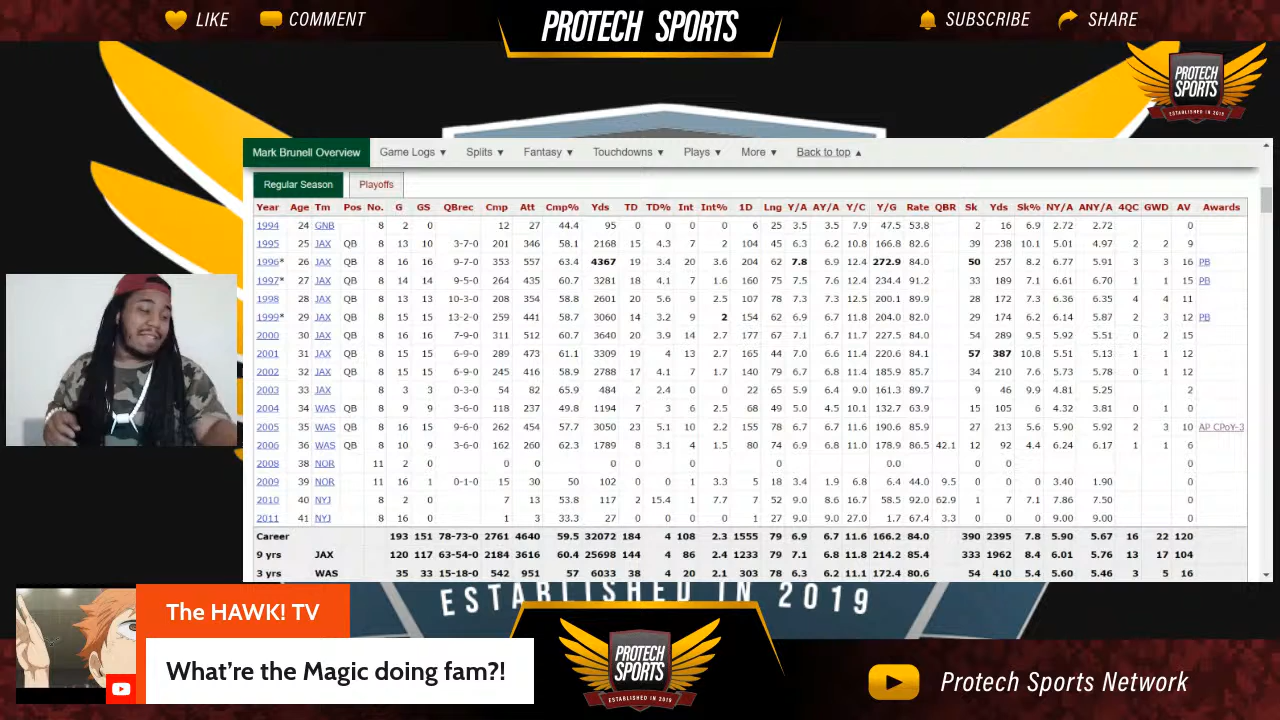 LIKE COMMENT PROTECH SPORTS SUBSCRIBE SHARE
PROTECH SPORTS
ESTABLISHED IN 2019
Mark Brunell Overview Game Logs ▼ Splits ▼ Fantasy ▼ Touchdowns ▼ Plays ▼ More ▼ Back to top ▲
Regular Season Playoffs
Year Age Tm Pos No. G GS QBrec Cmp Att Cmp% Yds TD TD% Int Int% 1D Lng Y/A AY/A Y/C Y/G Rate QBR Sk Yds Sk% NY/A ANY/A 4QC GWD AV Awards
1994 24 GNB 8 2 0 12 27 44.4 95 0 0 0 0 6 25 3.5 3.5 7.9 47.5 53.8 2 16 6.9 2.72 2.72 0
1995 25 JAX QB 8 13 10 3-7-0 201 346 58.1 2168 15 4.3 7 2 104 45 6.3 6.2 10.8 166.8 82.6 39 238 10.1 5.01 4.97 2 2 9
1996* 26 JAX QB 8 16 16 9-7-0 353 557 63.4 4367 19 3.4 20 3.6 204 62 7.8 6.9 12.4 272.9 84.0 50 257 8.2 6.77 5.91 3 3 16 PB
1997* 27 JAX QB 8 14 14 9-5-0 264 435 60.7 3281 18 4.1 7 1.6 160 75 7.5 7.6 12.4 234.4 91.2 33 189 7.1 6.61 6.70 1 1 15 PB
1998 28 JAX QB 8 13 13 10-3-0 208 354 58.8 2601 20 5.6 9 2.5 107 78 7.3 7.3 12.5 200.1 89.9 28 172 7.3 6.36 6.35 4 4 11
1999* 29 JAX QB 8 15 15 13-2-0 259 441 58.7 3060 14 3.2 9 2 154 62 6.9 6.7 11.8 204.0 82.0 29 174 6.2 6.14 5.87 2 3 12 PB
2000 30 JAX QB 8 16 16 7-9-0 311 512 60.7 3640 20 3.9 14 2.7 177 67 7.1 6.7 11.7 227.5 84.0 54 289 9.5 5.92 5.51 0 2 15
2001 31 JAX QB 8 15 15 6-9-0 289 473 61.1 3309 19 4 13 2.7 165 44 7.0 6.6 11.4 220.6 84.1 57 387 10.8 5.51 5.13 1 1 12
2002 32 JAX QB 8 15 15 6-9-0 245 416 58.9 2788 17 4.1 7 1.7 140 79 6.7 6.8 11.4 185.9 85.7 34 210 7.6 5.73 5.78 0 1 12
2003 33 JAX 8 3 3 0-3-0 54 82 65.9 484 2 2.4 0 0 22 65 5.9 6.4 9.0 161.3 89.7 9 46 9.9 4.81 5.25 2
2004 34 WAS QB 8 9 9 3-6-0 118 237 49.8 1194 7 3 6 2.5 68 49 5.0 4.5 10.1 132.7 63.9 15 105 6 4.32 3.81 0 1 0
2005 35 WAS QB 8 16 15 9-6-0 262 454 57.7 3050 23 5.1 10 2.2 155 78 6.7 6.7 11.6 190.6 85.9 27 213 5.6 5.90 5.92 2 3 10 AP CPoY-3
2006 36 WAS QB 8 10 9 3-6-0 162 260 62.3 1789 8 3.1 4 1.5 80 74 6.9 6.8 11.0 178.9 86.5 42.1 12 92 4.4 6.24 6.17 1 1 6
2008 38 NOR 11 2 0 0 0 0 0 0 0 0.0 0 0 0
2009 39 NOR 11 16 1 0-1-0 15 30 50 102 0 0 1 3.3 5 18 3.4 1.9 6.8 6.4 44.0 9.5 0 0 0 3.40 1.90 0
2010 40 NYJ 8 2 0 7 13 53.8 117 2 15.4 1 7.7 7 52 9.0 8.6 16.7 58.5 92.0 62.9 1 7 7.1 7.86 7.50 0
2011 41 NYJ 8 16 0 1 3 33.3 27 0 0 0 0 1 27 9.0 9.0 27.0 1.7 67.4 3.3 0 0 0 9.00 9.00 0
Career 193 151 78-73-0 2761 4640 59.5 32072 184 4 108 2.3 1555 79 6.9 6.7 11.6 166.2 84.0 390 2395 7.8 5.90 5.67 16 22 120
9 yrs JAX 120 117 63-54-0 2184 3616 60.4 25698 144 4 86 2.4 1233 79 7.1 6.8 11.8 214.2 85.4 333 1962 8.4 6.01 5.76 13 17 104
3 yrs WAS 35 33 15-18-0 542 951 57 6033 38 4 20 2.1 303 78 6.3 6.2 11.1 172.4 80.6 54 410 5.4 5.60 5.46 3 5 16
ESTABLISHED IN 2019
The HAWK! TV
What're the Magic doing fam?!
PROTECH SPORTS
ESTABLISHED IN 2019
Protech Sports Network